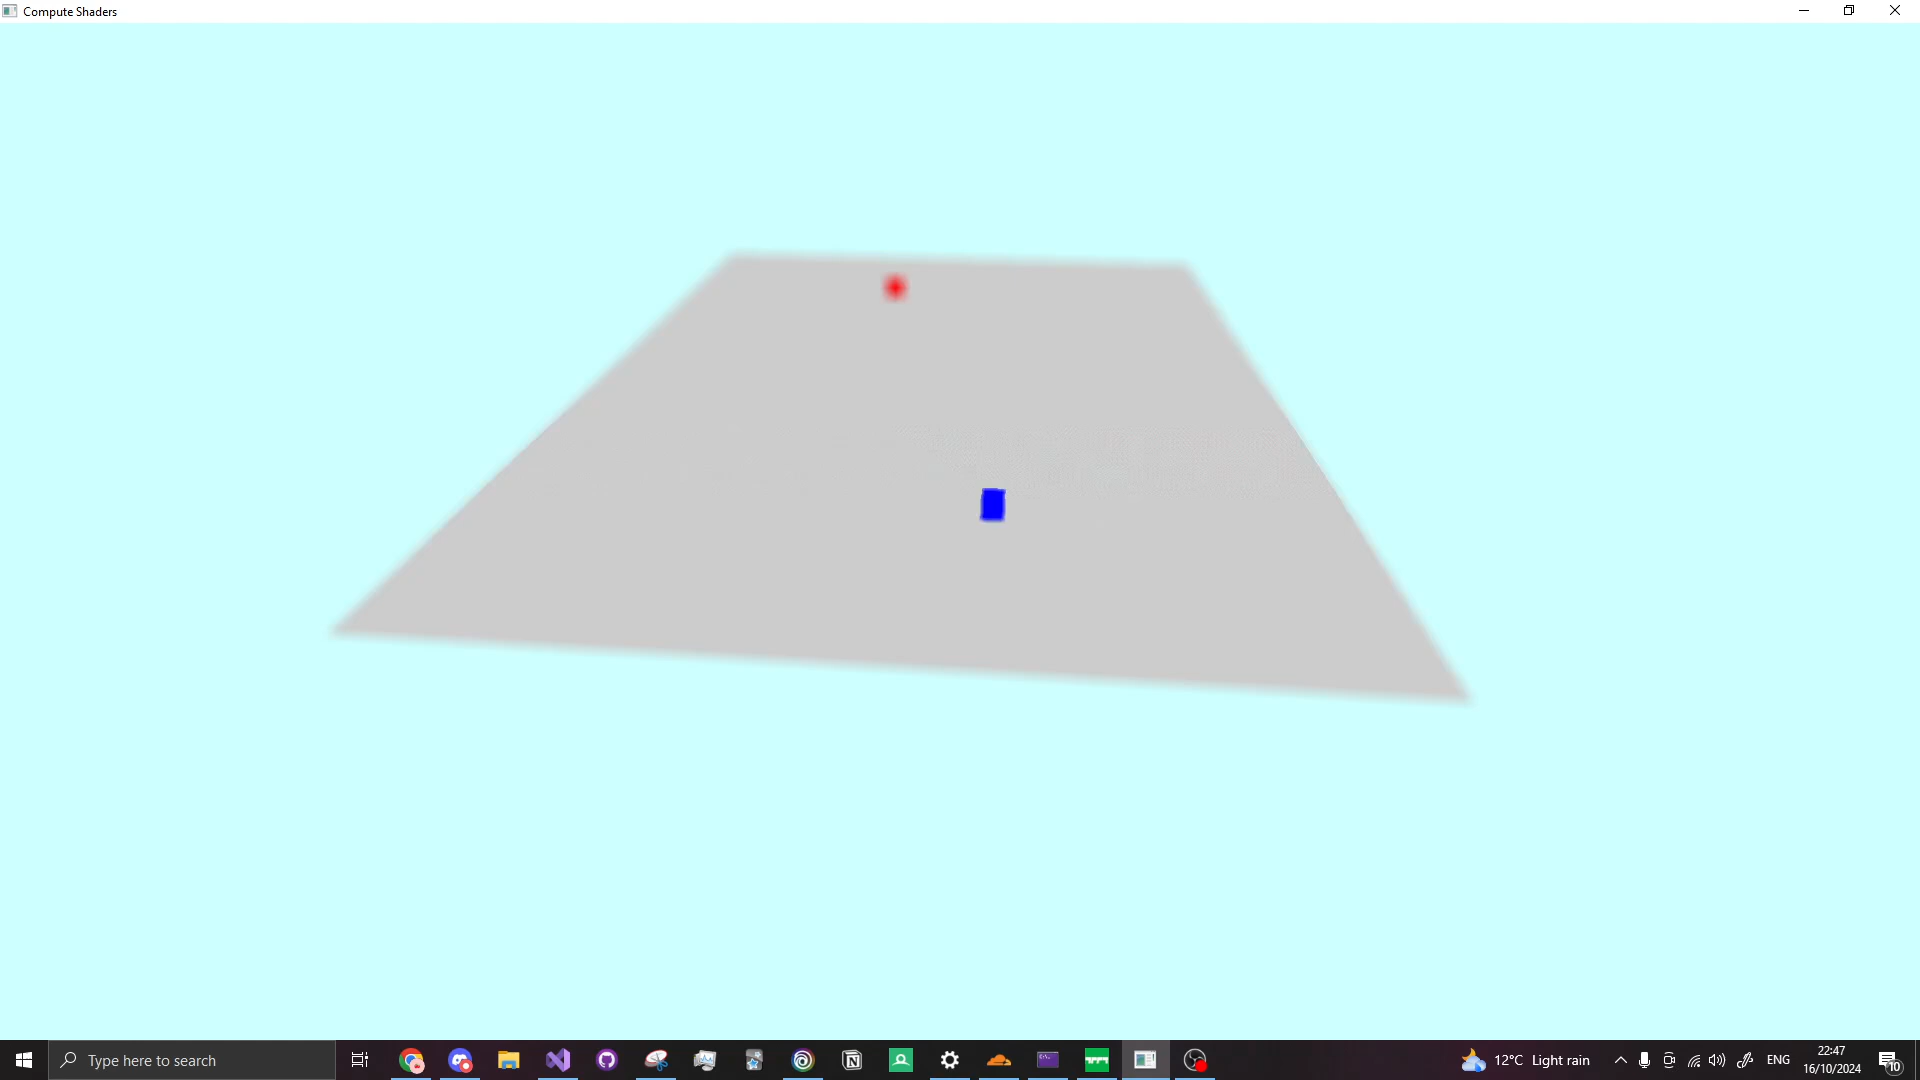 Compute Shaders
Type here to search
12°C Light rain
ENG
22:47
16/10/2024
10